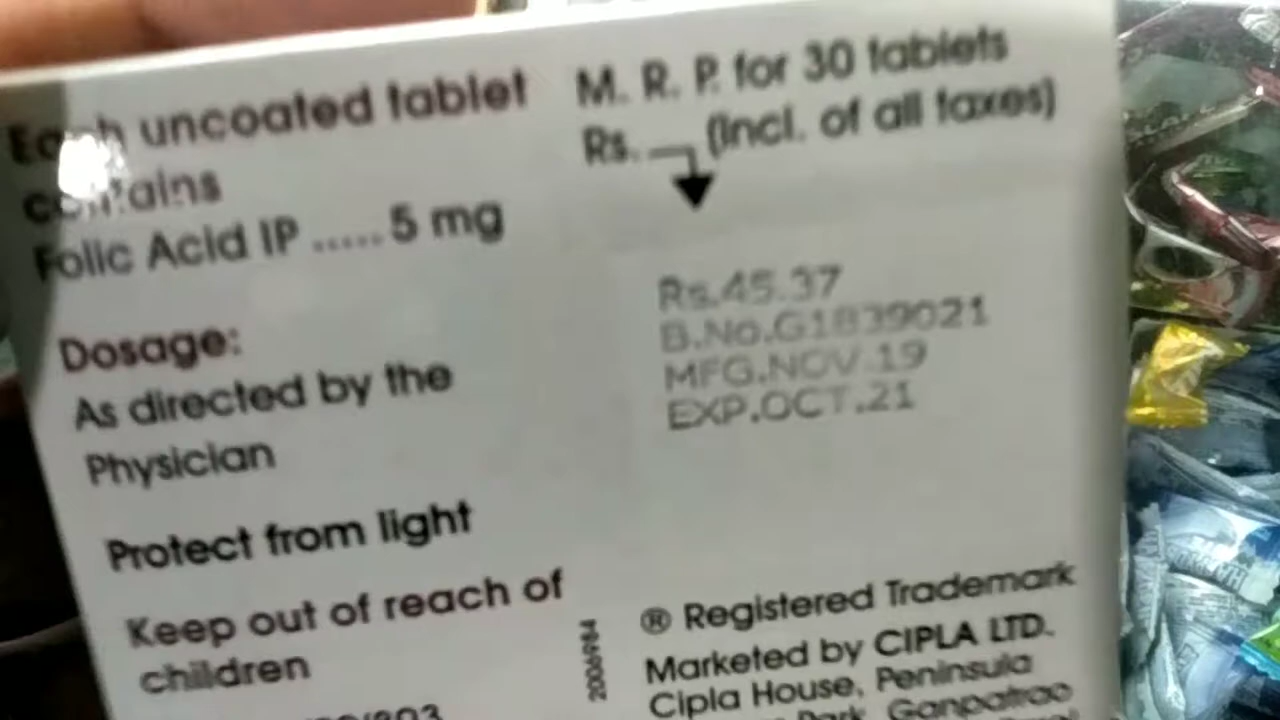 Each uncoated tablet
contains
Folic Acid IP ..... 5 mg
Dosage:
As directed by the
Physician
Protect from light
Keep out of reach of
children
M. R. P. for 30 tablets
Rs. (Incl. of all taxes)
Rs.45.37
B.No.G1839021
MFG.NOV.19
EXP.OCT.21
® Registered Trademark
Marketed by CIPLA LTD.
Cipla House, Peninsula
Park, Ganpatrao